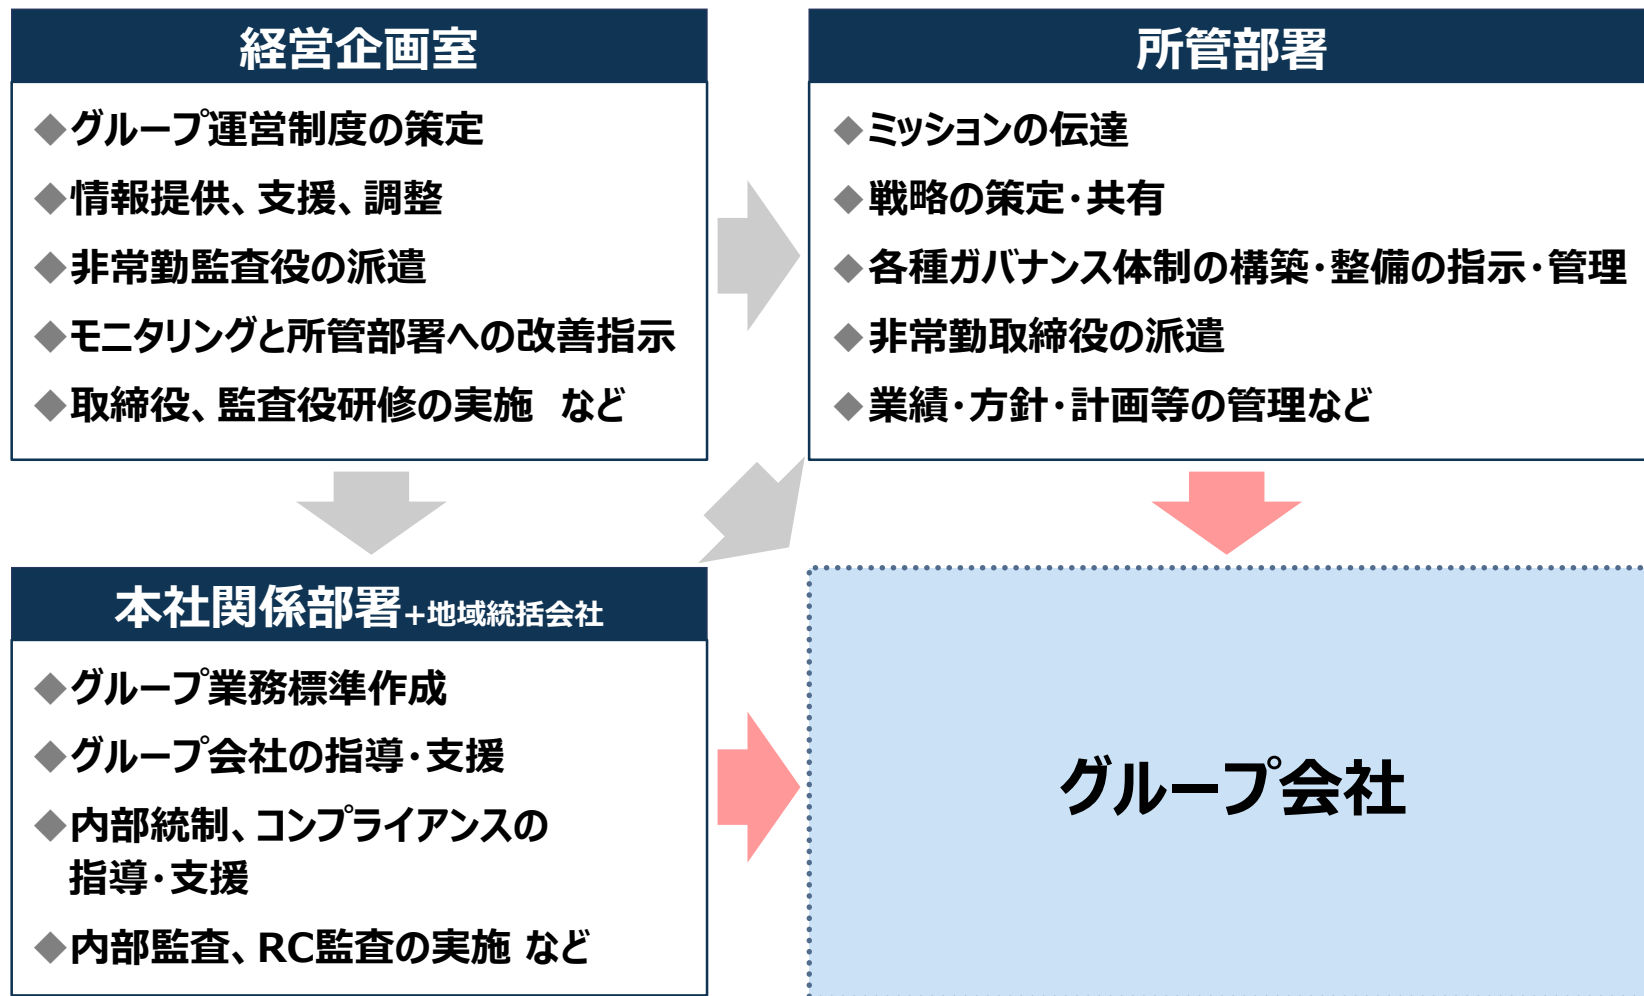 経営企画室
◆グループ運営制度の策定
◆情報提供、支援、調整
◆非常勤監査役の派遣
◆モニタリングと所管部署への改善指示
◆取締役、監査役研修の実施 など
所管部署
◆ミッションの伝達
◆戦略の策定・共有
◆各種ガバナンス体制の構築・整備の指示・管理
◆非常勤取締役の派遣
◆業績・方針・計画等の管理など
本社関係部署+地域統括会社
◆グループ業務標準作成
◆グループ会社の指導・支援
◆内部統制、コンプライアンスの
指導・支援
◆内部監査、RC監査の実施 など
グループ会社